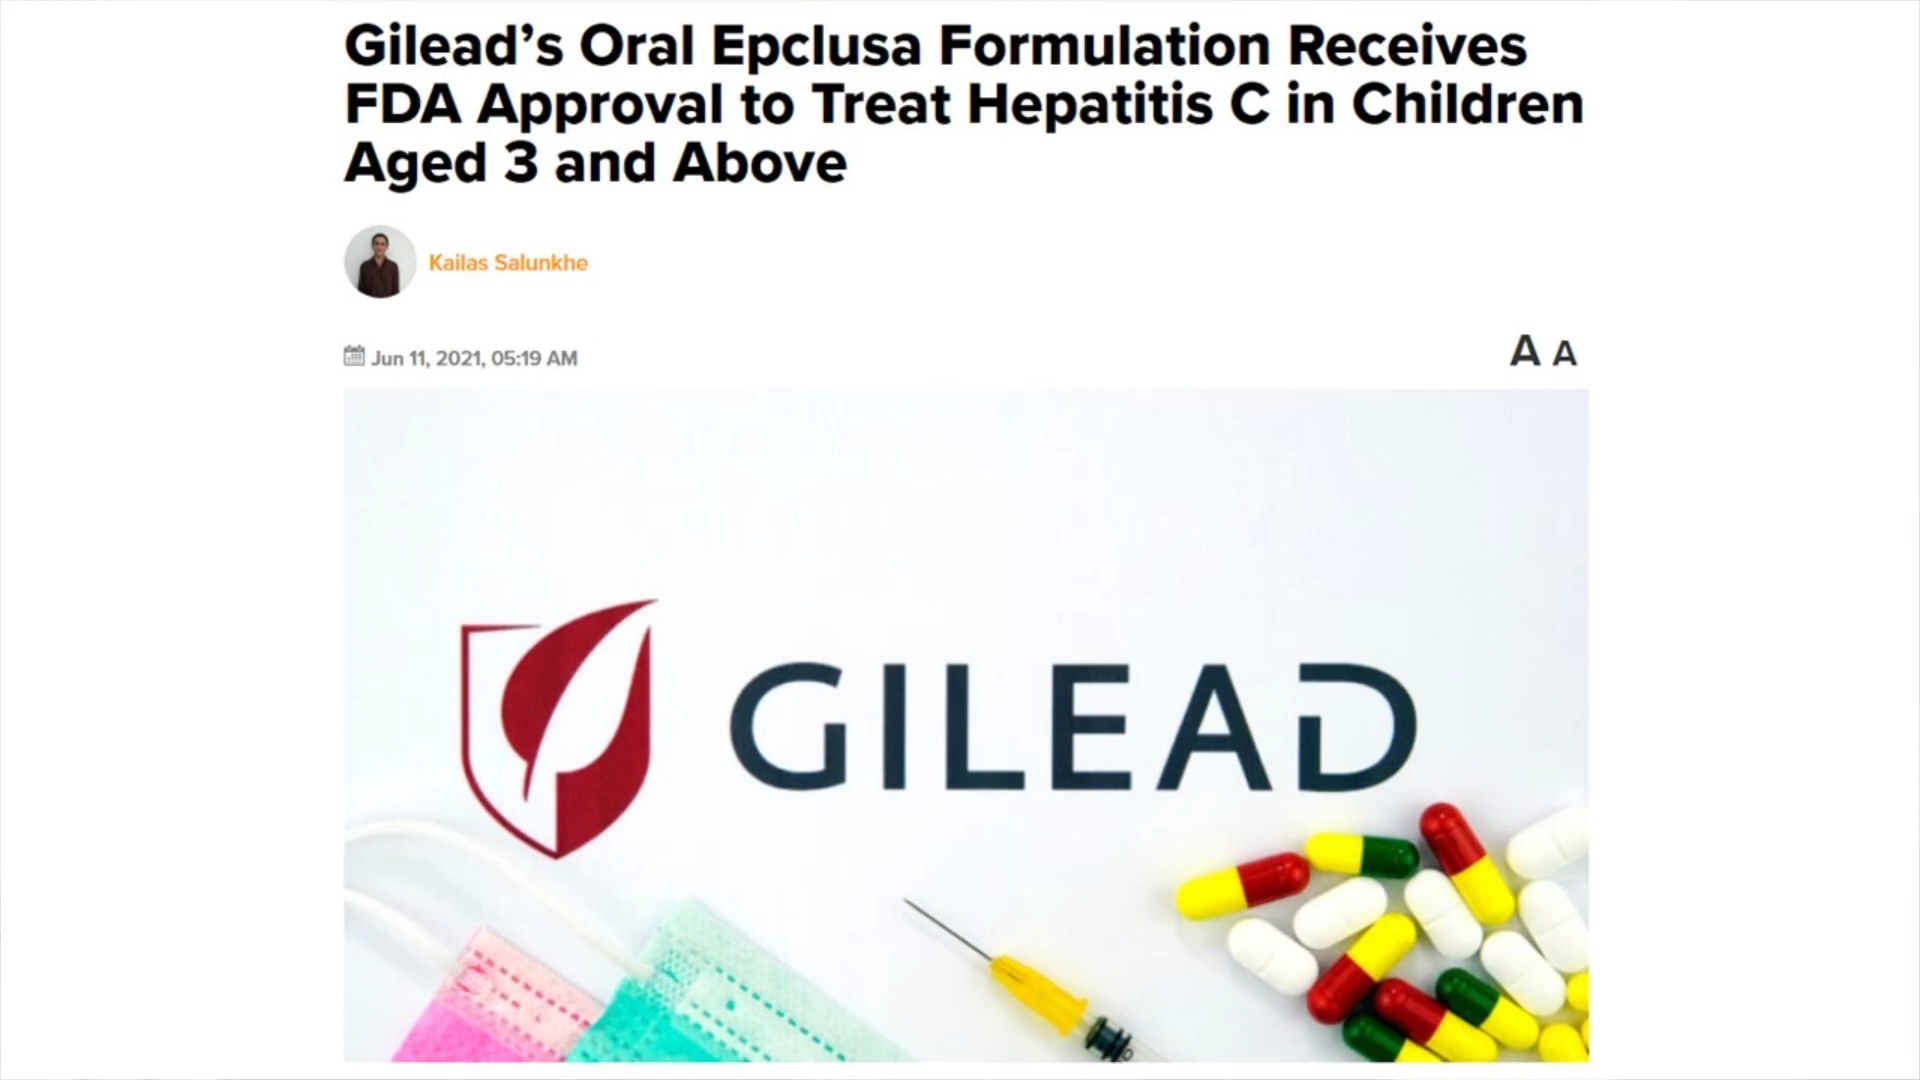 Gilead’s Oral Epclusa Formulation Receives
FDA Approval to Treat Hepatitis C in Children
Aged 3 and Above
Kailas Salunkhe
Jun 11, 2021, 05:19 AM
A A
GILEAD